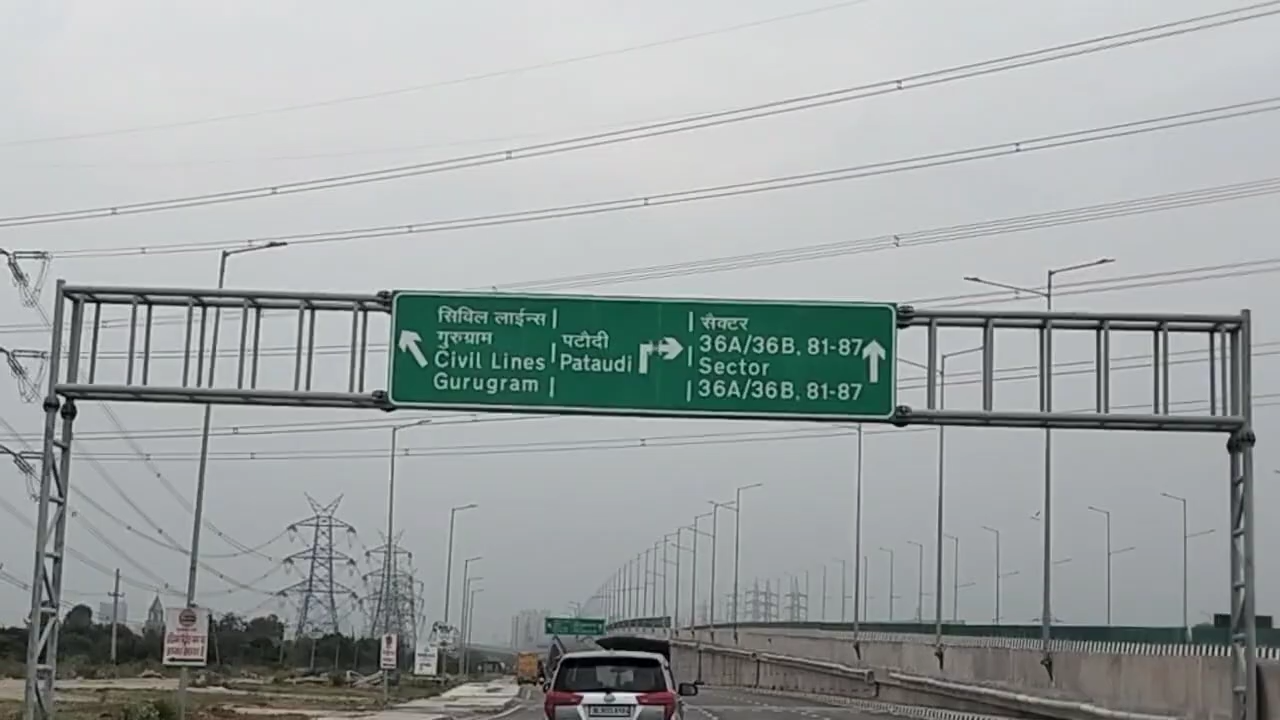 सिविल लाईन्स
गुरुग्राम
Civil Lines
Gurugram
पटौदी
Pataudi
सैक्टर
36A/36B, 81-87
Sector
36A/36B, 81-87